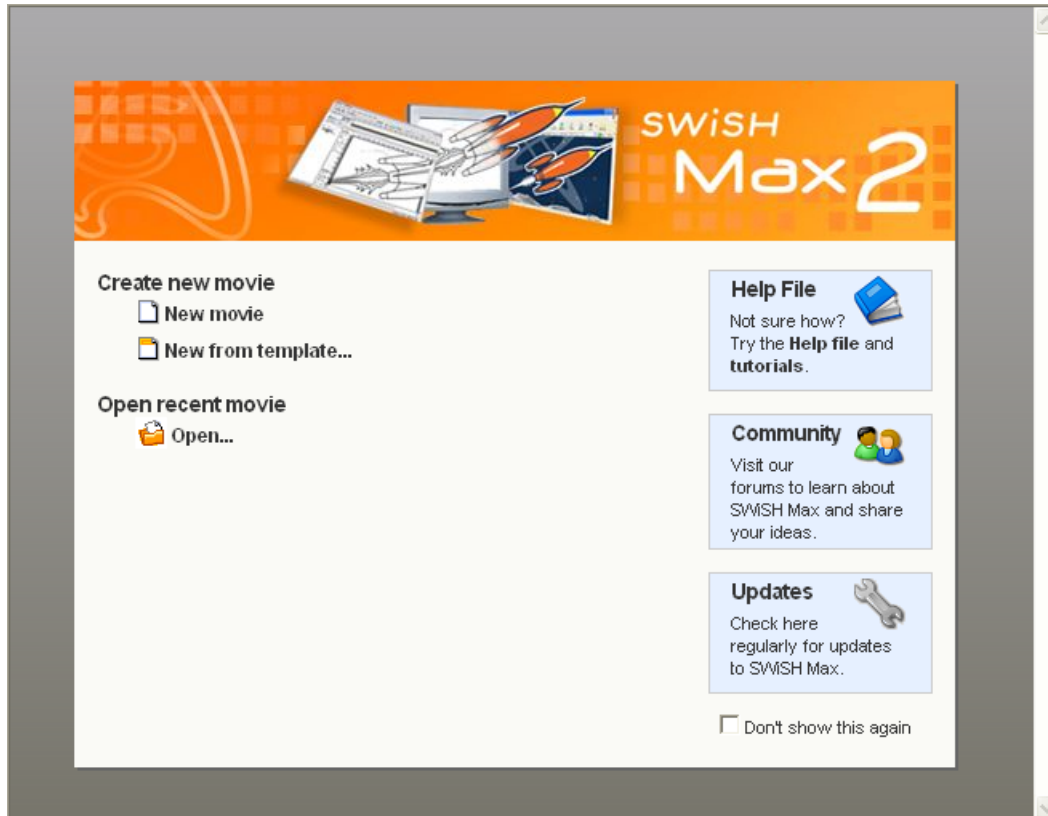 SWiSH
Max 2
Create new movie
New movie
New from template...
Open recent movie
Open...
Help File
Not sure how?
Try the Help file and
tutorials.
Community
Visit our
forums to learn about
SWiSH Max and share
your ideas.
Updates
Check here
regularly for updates
to SWiSH Max.
Don't show this again